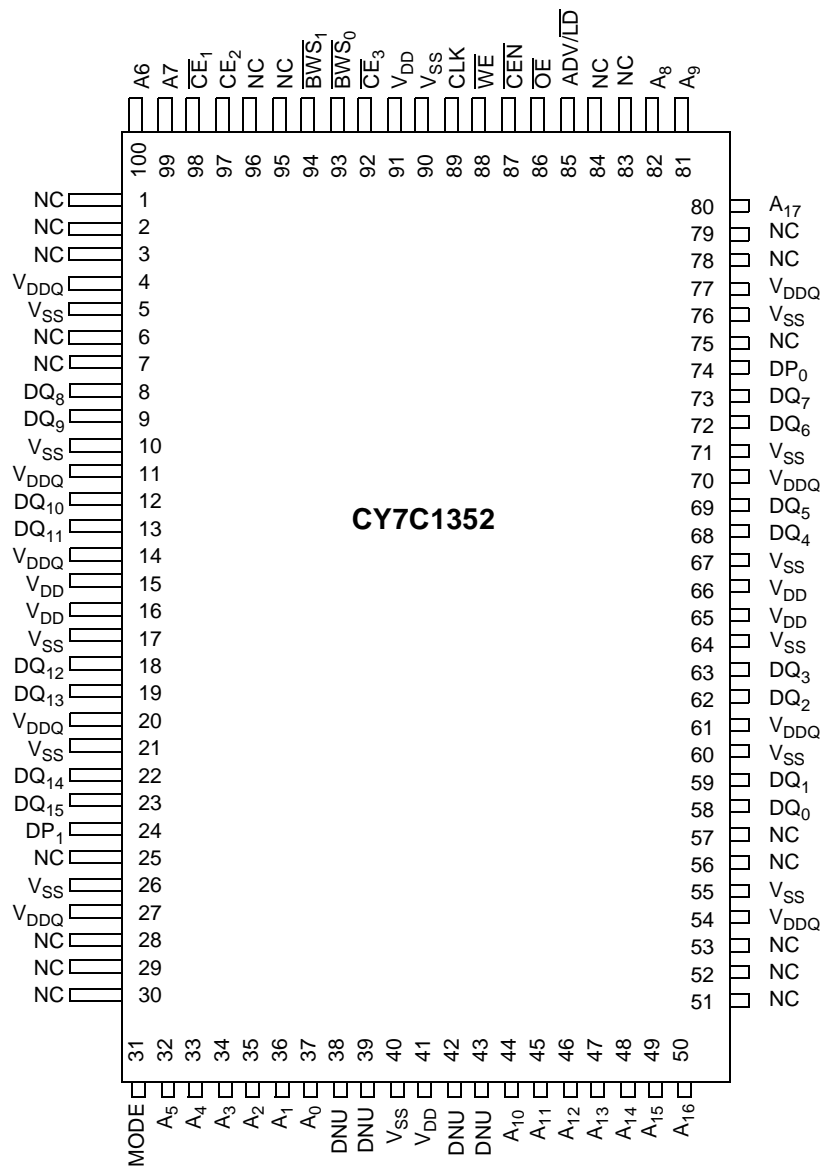 A6 A7 CE1 CE2 NC NC BWS1 BWS0 CE3 VDD VSS CLK WE CEN OE ADV/LD NC NC A8 A9
100 99 98 97 96 95 94 93 92 91 90 89 88 87 86 85 84 83 82 81
NC 1
NC 2
NC 3
VDDQ 4
VSS 5
NC 6
NC 7
DQ8 8
DQ9 9
VSS 10
VDDQ 11
DQ10 12
DQ11 13
VDDQ 14
VDD 15
VDD 16
VSS 17
DQ12 18
DQ13 19
VDDQ 20
VSS 21
DQ14 22
DQ15 23
DP1 24
NC 25
VSS 26
VDDQ 27
NC 28
NC 29
NC 30
CY7C1352
80 A17
79 NC
78 NC
77 VDDQ
76 VSS
75 NC
74 DP0
73 DQ7
72 DQ6
71 VSS
70 VDDQ
69 DQ5
68 DQ4
67 VSS
66 VDD
65 VDD
64 VSS
63 DQ3
62 DQ2
61 VDDQ
60 VSS
59 DQ1
58 DQ0
57 NC
56 NC
55 VSS
54 VDDQ
53 NC
52 NC
51 NC
31 32 33 34 35 36 37 38 39 40 41 42 43 44 45 46 47 48 49 50
MODE A5 A4 A3 A2 A1 A0 DNU DNU VSS VDD DNU DNU A10 A11 A12 A13 A14 A15 A16